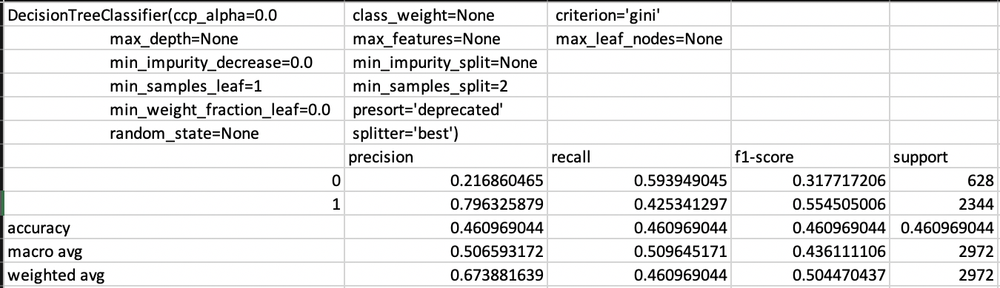 DecisionTreeClassifier(ccp_alpha=0.0 class_weight=None criterion='gini'
max_depth=None max_features=None max_leaf_nodes=None
min_impurity_decrease=0.0 min_impurity_split=None
min_samples_leaf=1 min_samples_split=2
min_weight_fraction_leaf=0.0 presort='deprecated'
random_state=None splitter='best')
precision recall f1-score support
0 0.216860465 0.593949045 0.317717206 628
1 0.796325879 0.425341297 0.554505006 2344
accuracy 0.460969044 0.460969044 0.460969044 0.460969044
macro avg 0.506593172 0.509645171 0.436111106 2972
weighted avg 0.673881639 0.460969044 0.504470437 2972